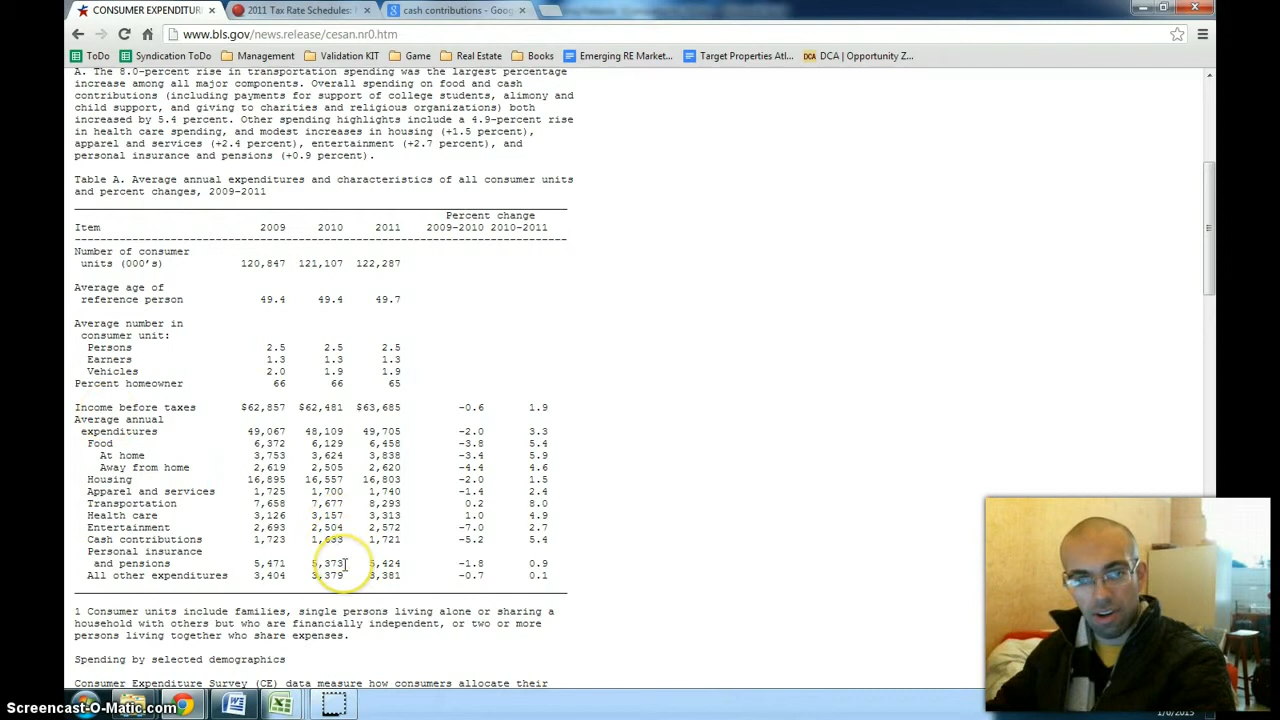 CONSUMER EXPENDITUR
2011 Tax Rate Schedules:
cash contributions - Goog
www.bls.gov/news.release/cesan.nr0.htm
ToDo
Syndication ToDo
Management
Validation KIT
Game
Real Estate
Books
Emerging RE Market...
Target Properties Atl...
DCA | Opportunity Z...
A. The 8.0-percent rise in transportation spending was the largest percentage
increase among all major components. Overall spending on food and cash
contributions (including payments for support of college students, alimony and
child support, and giving to charities and religious organizations) both
increased by 5.4 percent. Other spending highlights include a 4.9-percent rise
in health care spending, and modest increases in housing (+1.5 percent),
apparel and services (+2.4 percent), entertainment (+2.7 percent), and
personal insurance and pensions (+0.9 percent).
Table A. Average annual expenditures and characteristics of all consumer units
and percent changes, 2009-2011
Percent change
Item 2009 2010 2011 2009-2010 2010-2011
Number of consumer
units (000's) 120,847 121,107 122,287
Average age of
reference person 49.4 49.4 49.7
Average number in
consumer unit:
Persons 2.5 2.5 2.5
Earners 1.3 1.3 1.3
Vehicles 2.0 1.9 1.9
Percent homeowner 66 66 65
Income before taxes $62,857 $62,481 $63,685 -0.6 1.9
Average annual
expenditures 49,067 48,109 49,705 -2.0 3.3
Food 6,372 6,129 6,458 -3.8 5.4
At home 3,753 3,624 3,838 -3.4 5.9
Away from home 2,619 2,505 2,620 -4.4 4.6
Housing 16,895 16,557 16,803 -2.0 1.5
Apparel and services 1,725 1,700 1,740 -1.4 2.4
Transportation 7,658 7,677 8,293 0.2 8.0
Health care 3,126 3,157 3,313 1.0 4.9
Entertainment 2,693 2,504 2,572 -7.0 2.7
Cash contributions 1,723 1,633 1,721 -5.2 5.4
Personal insurance
and pensions 5,471 5,373 5,424 -1.8 0.9
All other expenditures 3,404 3,379 3,381 -0.7 0.1
1 Consumer units include families, single persons living alone or sharing a
household with others but who are financially independent, or two or more
persons living together who share expenses.
Spending by selected demographics
Consumer Expenditure Survey (CE) data measure how consumers allocate their
Screencast-O-Matic.com